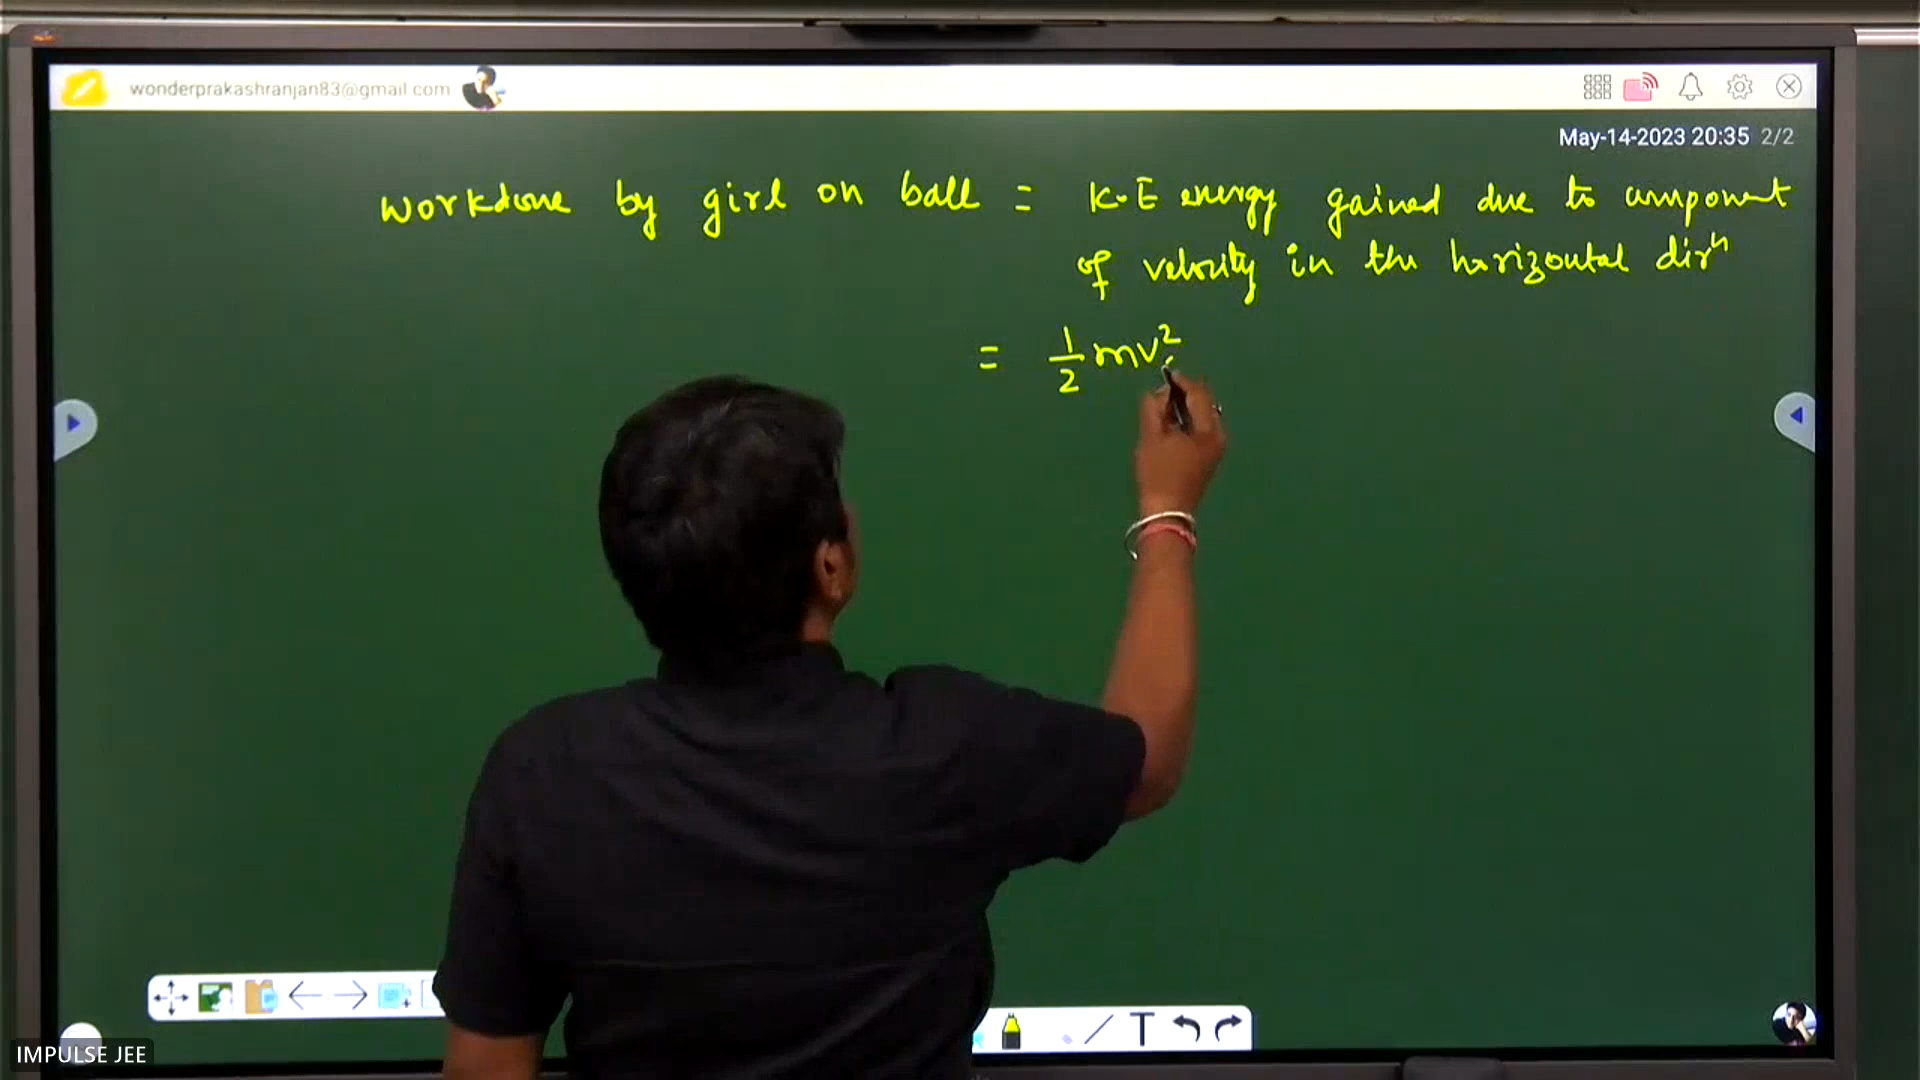 wonderprakashranjan83@gmail.com
May-14-2023 20:35 2/2
workdone by girl on ball = K.E energy gained due to component
of velocity in the horizontal dirⁿ
= 1/2 mv²
T
IMPULSE JEE